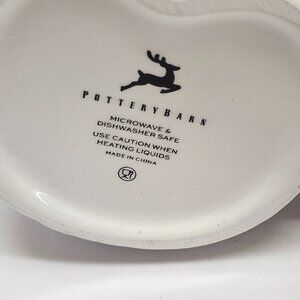 POTTERYBARN
MICROWAVE &
DISHWASHER SAFE
USE CAUTION WHEN
HEATING LIQUIDS
MADE IN CHINA